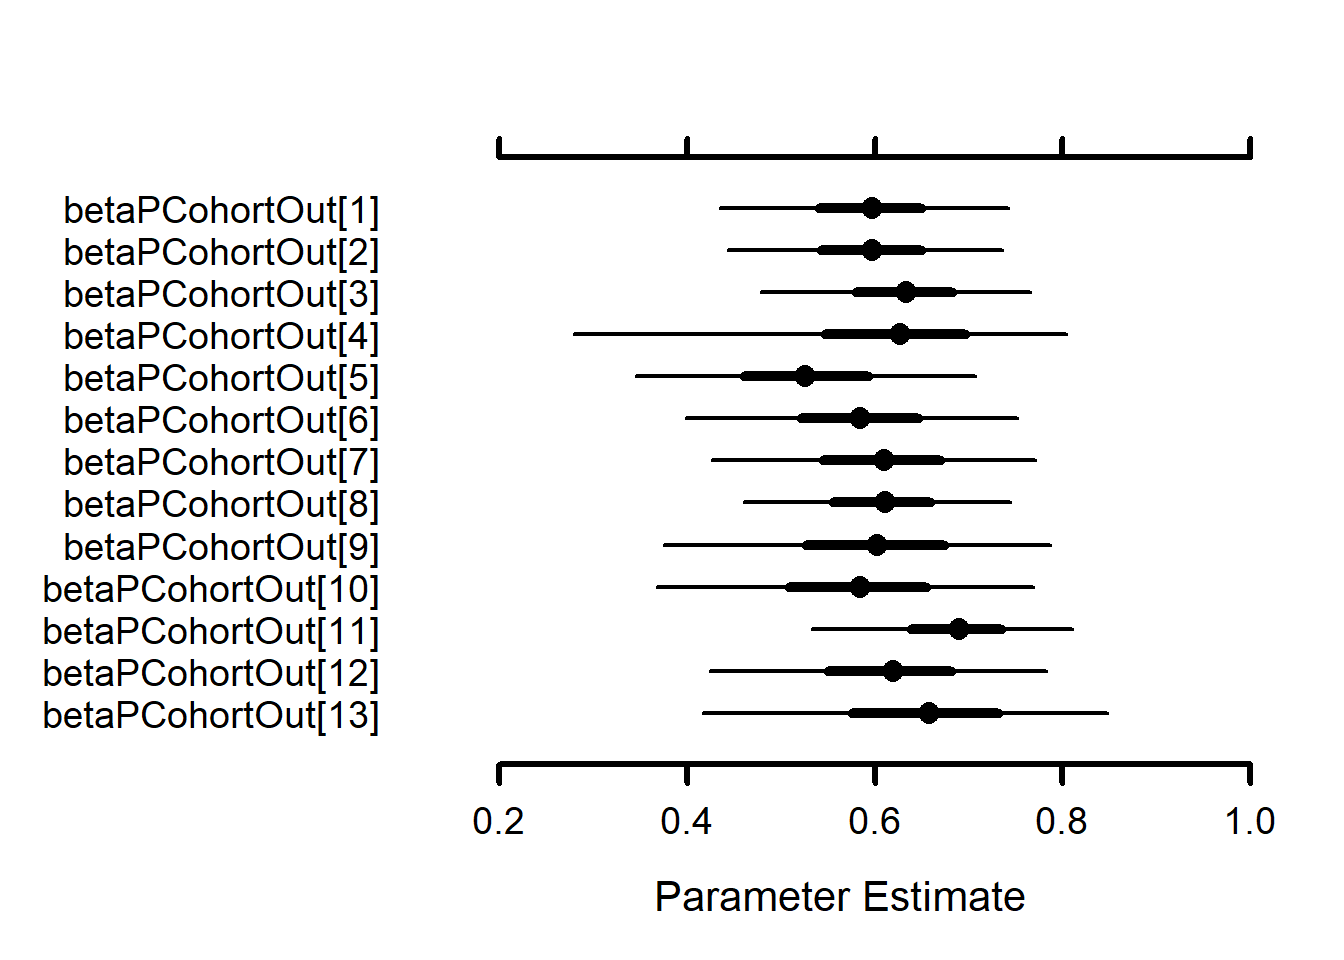 betaPCohortOut[1]
betaPCohortOut[2]
betaPCohortOut[3]
betaPCohortOut[4]
betaPCohortOut[5]
betaPCohortOut[6]
betaPCohortOut[7]
betaPCohortOut[8]
betaPCohortOut[9]
betaPCohortOut[10]
betaPCohortOut[11]
betaPCohortOut[12]
betaPCohortOut[13]
0.2 0.4 0.6 0.8 1.0
Parameter Estimate